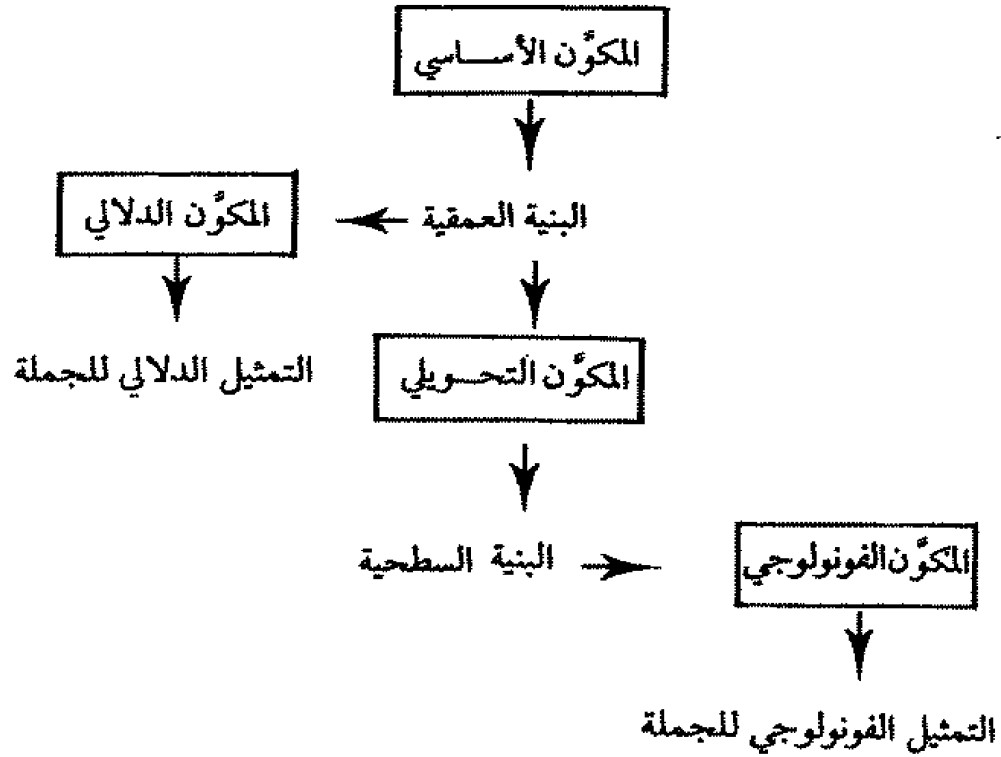 المكوَّن الأساسي
البنية العمقية
المكوَّن الدلالي
التمثيل الدلالي للجملة
المكوَّن التحويلي
البنية السطحية
المكوَّن الفونولوجي
التمثيل الفونولوجي للجملة